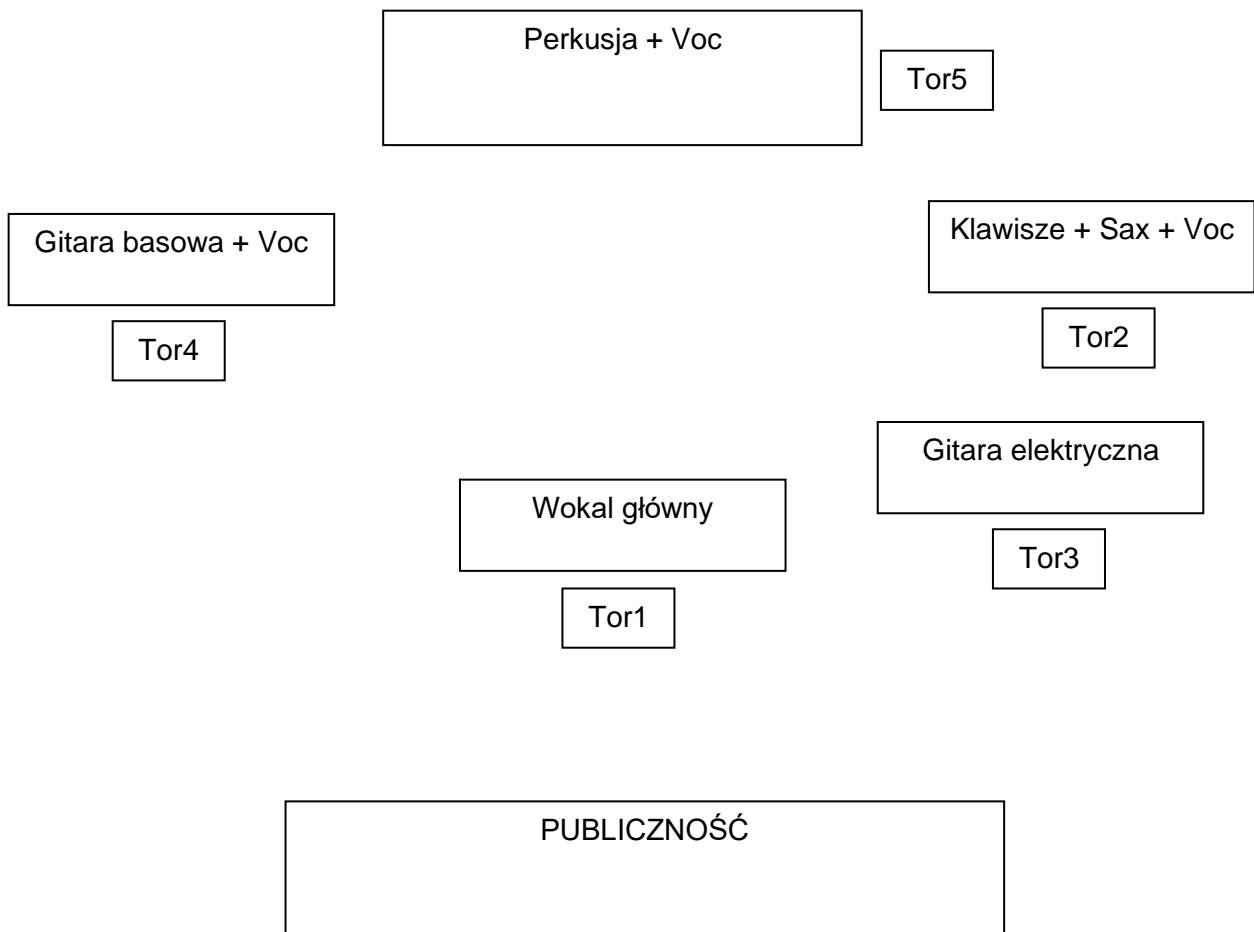 Perkusja + Voc
Tor5
Gitara basowa + Voc
Klawisze + Sax + Voc
Tor4
Tor2
Gitara elektryczna
Wokal główny
Tor3
Tor1
PUBLICZNOŚĆ